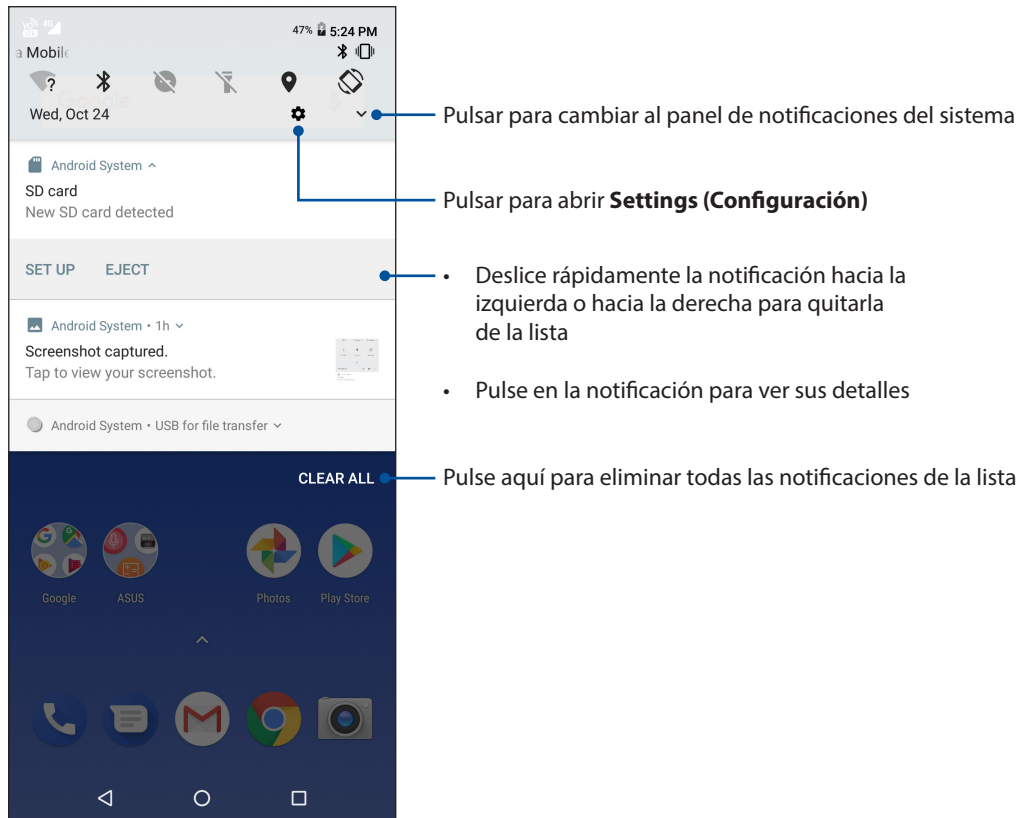 VO) 4G
LTE
47% 5:24 PM
a Mobile
?
Google
Wed, Oct 24
Pulsar para cambiar al panel de notificaciones del sistema
Android System
SD card
New SD card detected
Pulsar para abrir Settings (Configuración)
SET UP EJECT
• Deslice rápidamente la notificación hacia la
izquierda o hacia la derecha para quitarla
de la lista
Android System • 1h
Screenshot captured.
Tap to view your screenshot.
• Pulse en la notificación para ver sus detalles
Android System • USB for file transfer
CLEAR ALL
Pulse aquí para eliminar todas las notificaciones de la lista
Google ASUS Photos Play Store